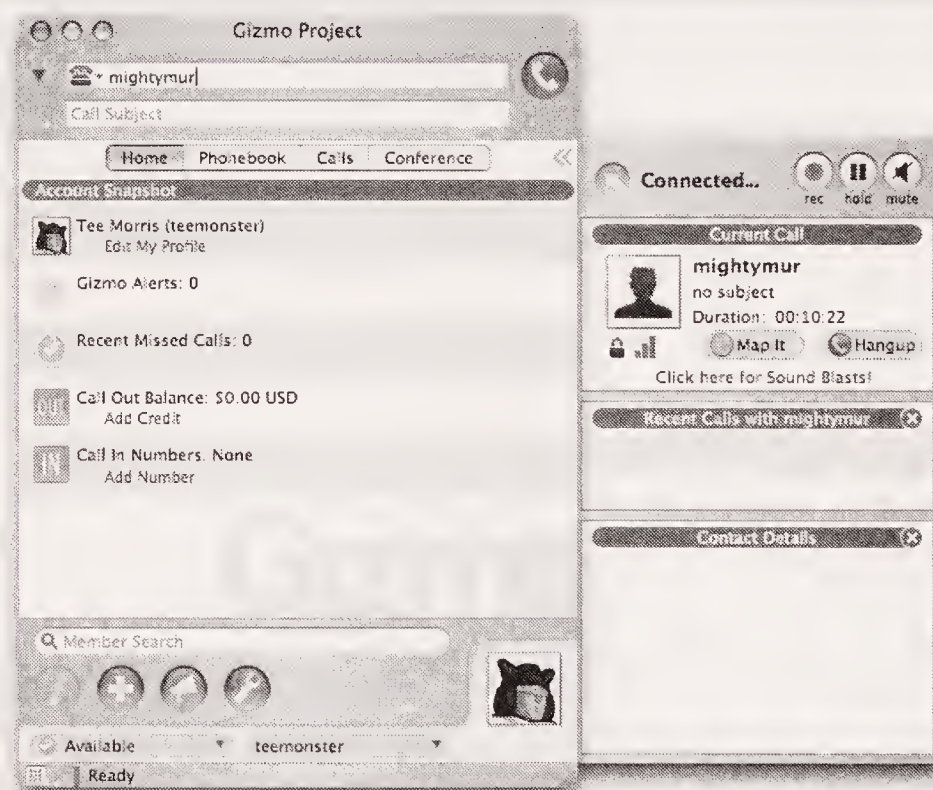 Gizmo Project
mightymur
Call Subject
Home Phonebook Calls Conference
Account Snapshot
Tee Morris (teemonster)
Edit My Profile
Gizmo Alerts: 0
Recent Missed Calls: 0
OUT
Call Out Balance: $0.00 USD
Add Credit
IN
Call In Numbers: None
Add Number
Member Search
Available teemonster
Ready
Connected...
rec hold mute
Current Call
mightymur
no subject
Duration: 00:10:22
Map It Hangup
Click here for Sound Blasts!
Recent Calls with mightymur
Contact Details